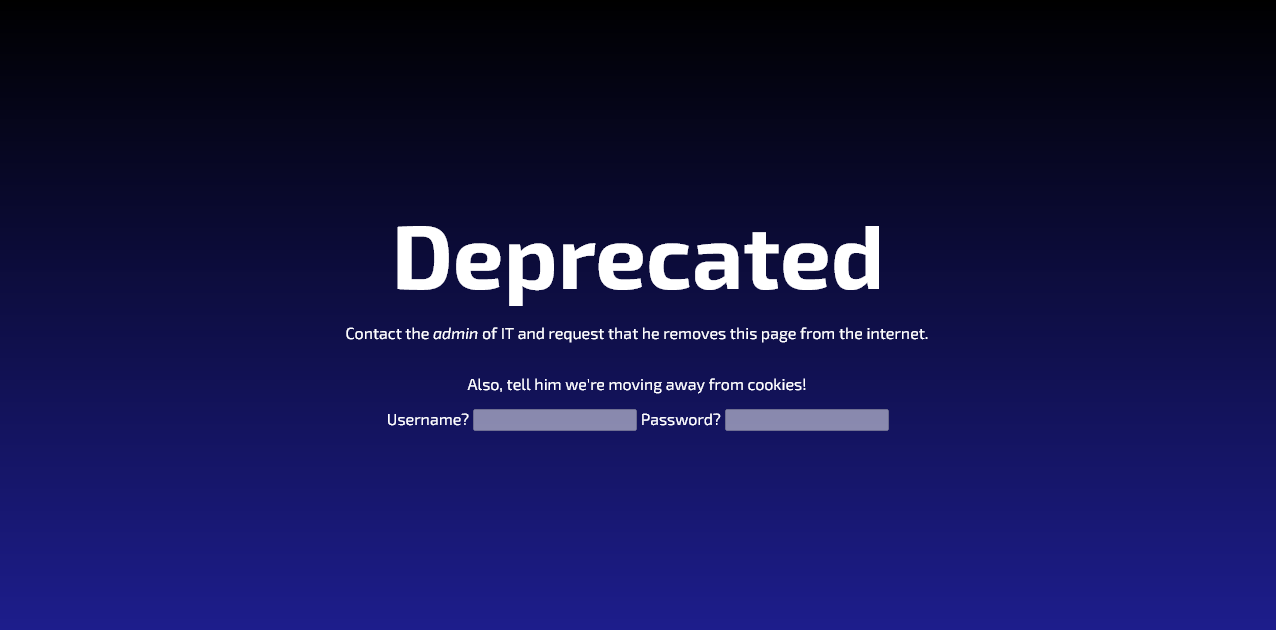 Deprecated
Contact the admin of IT and request that he removes this page from the internet.
Also, tell him we're moving away from cookies!
Username? Password?